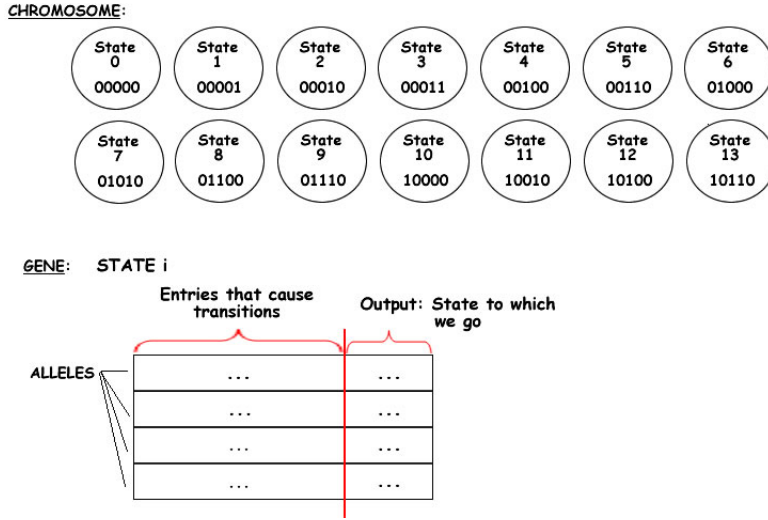 CHROMOSOME:
State 0 00000
State 1 00001
State 2 00010
State 3 00011
State 4 00100
State 5 00110
State 6 01000
State 7 01010
State 8 01100
State 9 01110
State 10 10000
State 11 10010
State 12 10100
State 13 10110
GENE: STATE i
Entries that cause
transitions
Output: State to which
we go
ALLELES
... ...
... ...
... ...
... ...